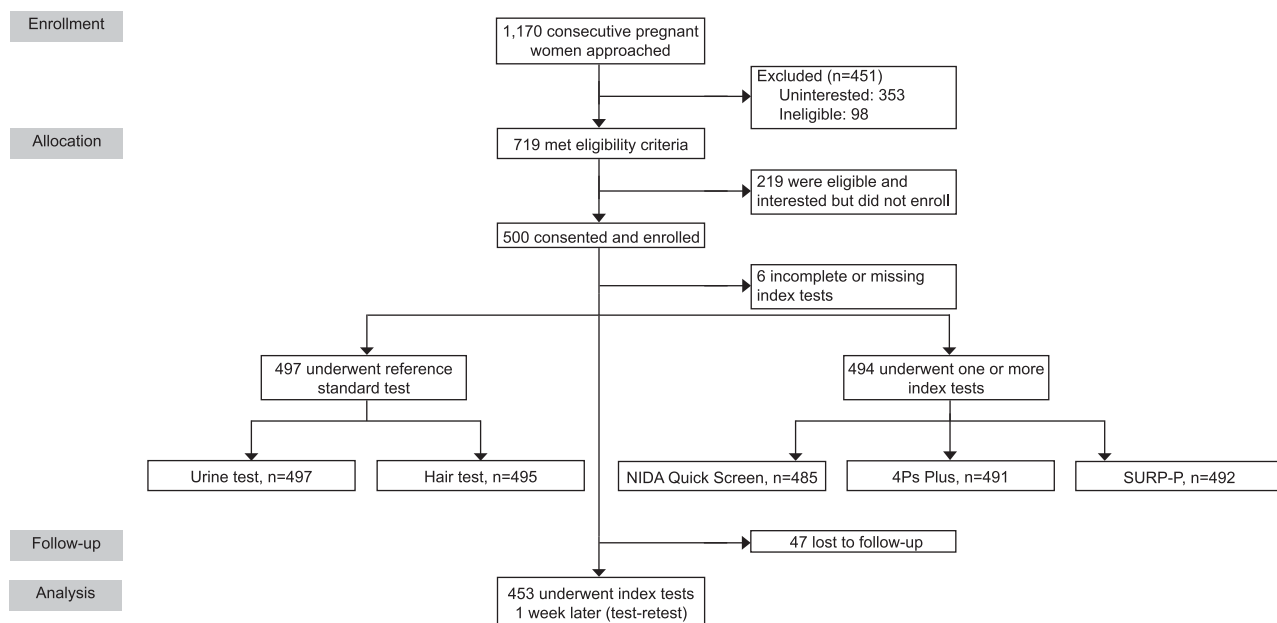 Enrollment
1,170 consecutive pregnant
women approached
Excluded (n=451)
Uninterested: 353
Ineligible: 98
Allocation
719 met eligibility criteria
219 were eligible and
interested but did not enroll
500 consented and enrolled
6 incomplete or missing
index tests
497 underwent reference
standard test
494 underwent one or more
index tests
Urine test, n=497
Hair test, n=495
NIDA Quick Screen, n=485
4Ps Plus, n=491
SURP-P, n=492
Follow-up
47 lost to follow-up
Analysis
453 underwent index tests
1 week later (test-retest)